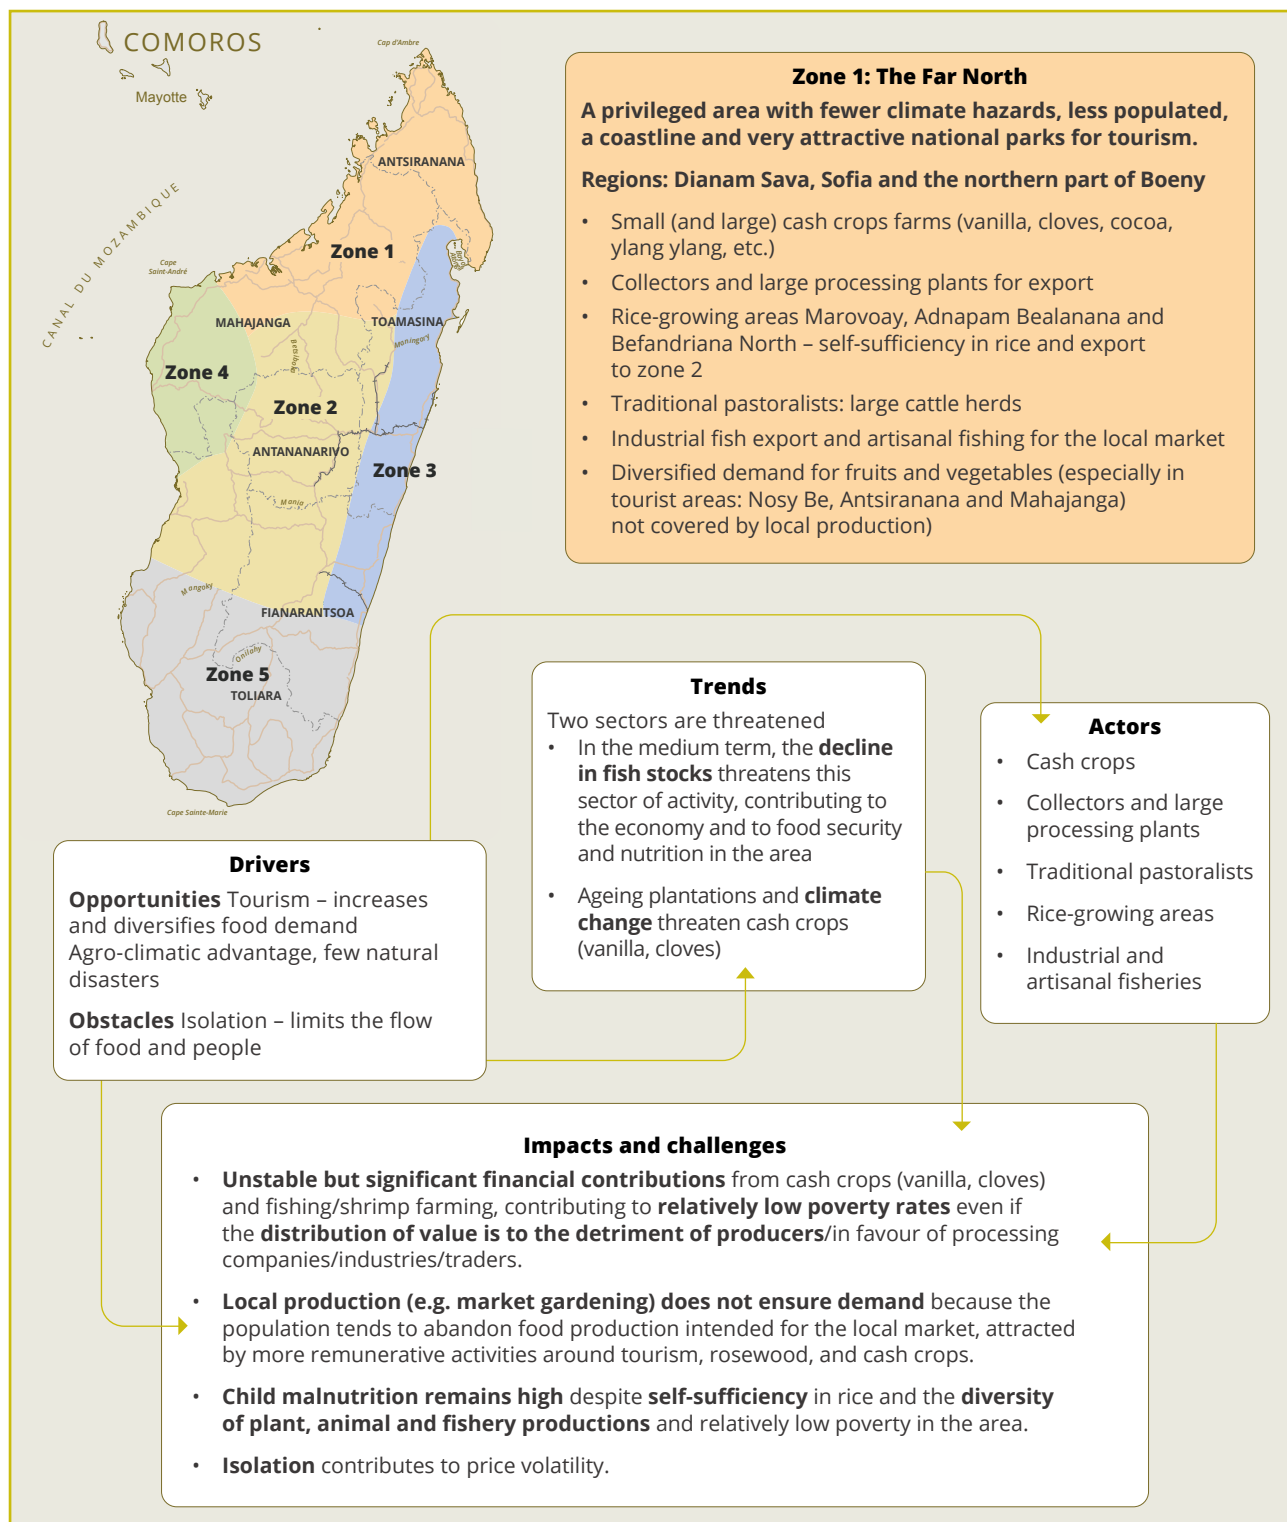 COMOROS
Mayotte
Cap d'Ambre
CANAL DU MOZAMBIQUE
Cape
Saint-André
ANTSIRANANA
Zone 1
MAHAJANGA
TOAMASINA
Betsiboka
Zone 4
Zone 2
ANTANANARIVO
Zone 3
Mania
Mangoky
FIANARANTSOA
Onilahy
Zone 5
TOLIARA
Cape Sainte-Marie
Zone 1: The Far North
A privileged area with fewer climate hazards, less populated,
a coastline and very attractive national parks for tourism.
Regions: Dianam Sava, Sofia and the northern part of Boeny
• Small (and large) cash crops farms (vanilla, cloves, cocoa,
ylang ylang, etc.)
• Collectors and large processing plants for export
• Rice-growing areas Marovoay, Adnapam Bealanana and
Befandriana North – self-sufficiency in rice and export
to zone 2
• Traditional pastoralists: large cattle herds
• Industrial fish export and artisanal fishing for the local market
• Diversified demand for fruits and vegetables (especially in
tourist areas: Nosy Be, Antsiranana and Mahajanga)
not covered by local production)
Drivers
Opportunities Tourism – increases
and diversifies food demand
Agro-climatic advantage, few natural
disasters
Obstacles Isolation – limits the flow
of food and people
Trends
Two sectors are threatened
• In the medium term, the decline
in fish stocks threatens this
sector of activity, contributing to
the economy and to food security
and nutrition in the area
• Ageing plantations and climate
change threaten cash crops
(vanilla, cloves)
Actors
• Cash crops
• Collectors and large
processing plants
• Traditional pastoralists
• Rice-growing areas
• Industrial and
artisanal fisheries
Impacts and challenges
• Unstable but significant financial contributions from cash crops (vanilla, cloves)
and fishing/shrimp farming, contributing to relatively low poverty rates even if
the distribution of value is to the detriment of producers/in favour of processing
companies/industries/traders.
• Local production (e.g. market gardening) does not ensure demand because the
population tends to abandon food production intended for the local market, attracted
by more remunerative activities around tourism, rosewood, and cash crops.
• Child malnutrition remains high despite self-sufficiency in rice and the diversity
of plant, animal and fishery productions and relatively low poverty in the area.
• Isolation contributes to price volatility.